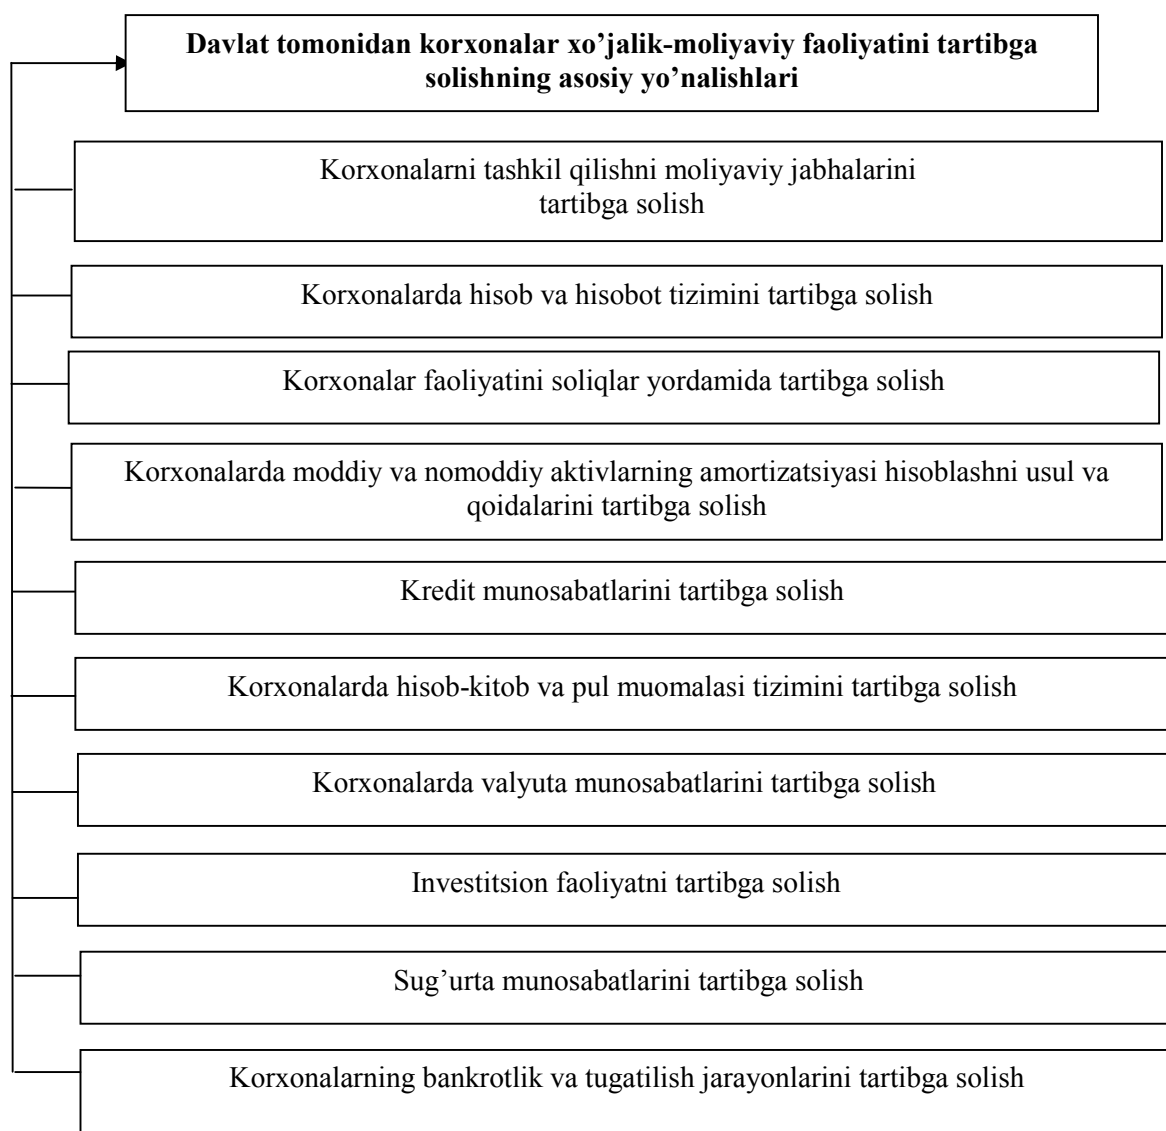 Davlat tomonidan korxonalar xo’jalik-moliyaviy faoliyatini tartibga
solishning asosiy yo’nalishlari
Korxonalarni tashkil qilishni moliyaviy jabhalarini
tartibga solish
Korxonalarda hisob va hisobot tizimini tartibga solish
Korxonalar faoliyatini soliqlar yordamida tartibga solish
Korxonalarda moddiy va nomoddiy aktivlarning amortizatsiyasi hisoblashni usul va
qoidalarini tartibga solish
Kredit munosabatlarini tartibga solish
Korxonalarda hisob-kitob va pul muomalasi tizimini tartibga solish
Korxonalarda valyuta munosabatlarini tartibga solish
Investitsion faoliyatni tartibga solish
Sug’urta munosabatlarini tartibga solish
Korxonalarning bankrotlik va tugatilish jarayonlarini tartibga solish